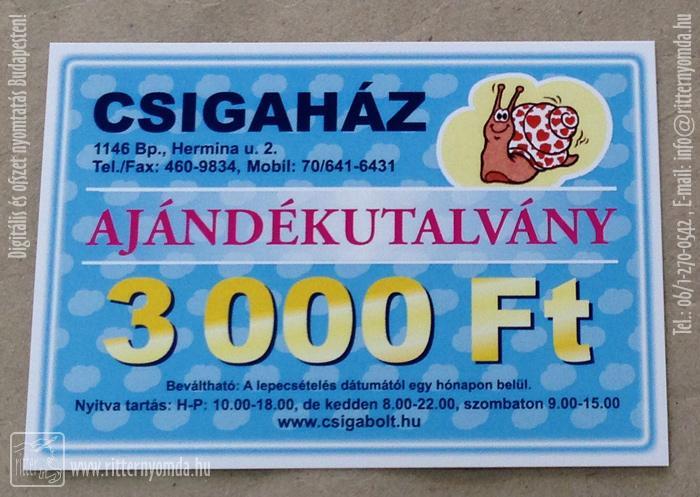 CSIGAHÁZ
1146 Bp., Hermina u. 2.
Tel./Fax: 460-9834, Mobil: 70/641-6431
AJÁNDÉKUTALVÁNY
3 000 Ft
Beváltható: A lepecsételés dátumától egy hónapon belül.
Nyitva tartás: H-P: 10.00-18.00, de kedden 8.00-22.00, szombaton 9.00-15.00
www.csigabolt.hu
Digitális és ofszet nyomtatás Budapesten!
Tel.: 06/1-270-0542, E-mail: info@ritternyomda.hu
ritter
www.ritternyomda.hu